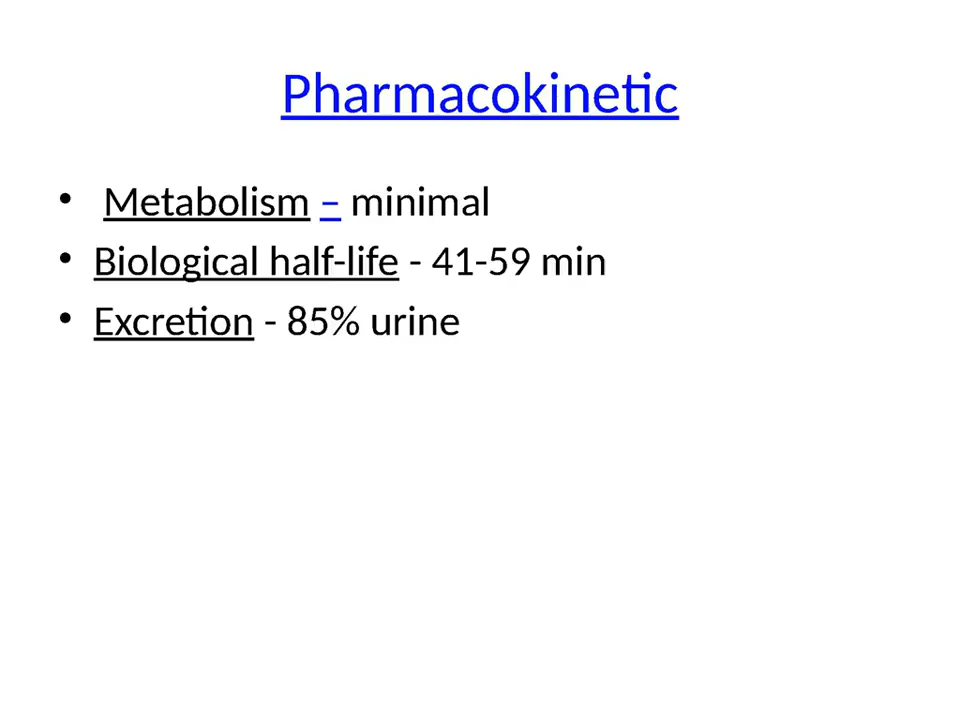 Pharmacokinetic
• Metabolism – minimal
• Biological half-life - 41-59 min
• Excretion - 85% urine